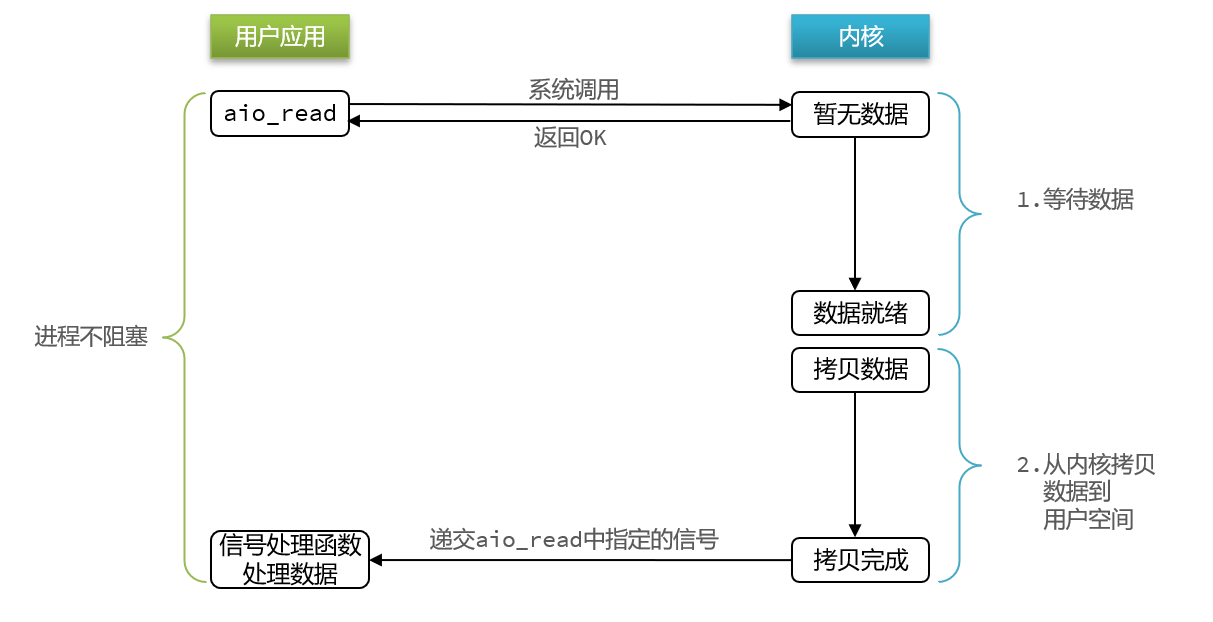 用户应用
内核
aio_read
系统调用
返回OK
暂无数据
1.等待数据
数据就绪
进程不阻塞
拷贝数据
2.从内核拷贝
数据到
用户空间
信号处理函数
处理数据
递交aio_read中指定的信号
拷贝完成